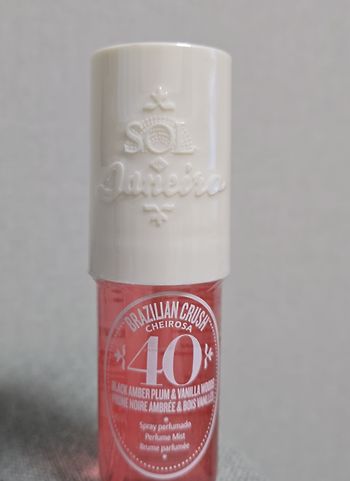 SOL
de
Janeiro
BRAZILIAN CRUSH
CHEIROSA
40
BLACK AMBER PLUM & VANILLA WOODS
PRUNE NOIRE AMBRÉE & BOIS VANILLÉS
Spray perfumado
Perfume Mist
Brume parfumée